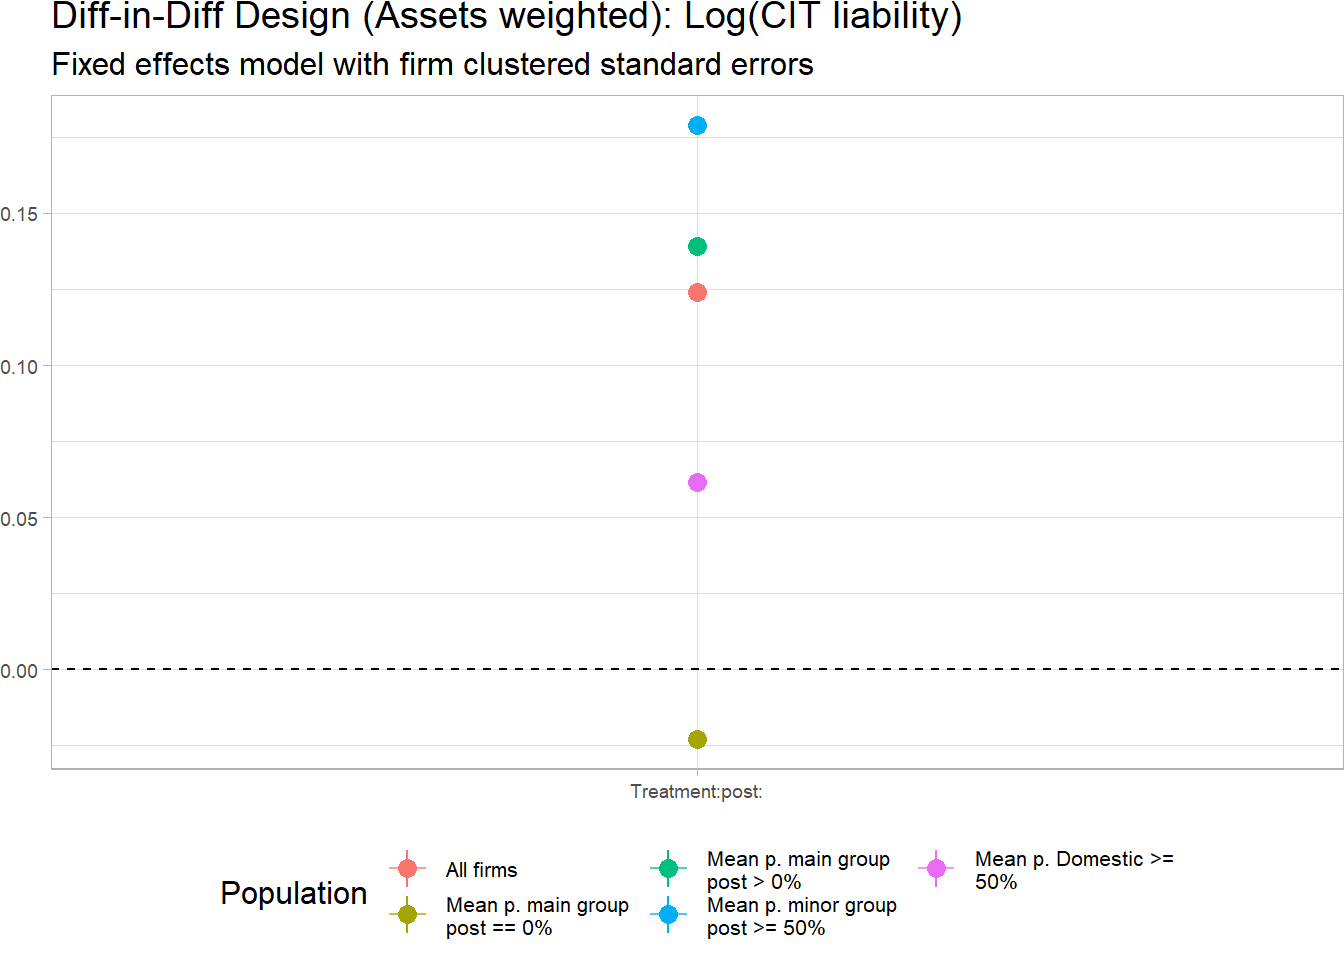 Diff-in-Diff Design (Assets weighted): Log(CIT liability)
Fixed effects model with firm clustered standard errors
0.15
0.10
0.05
0.00
Treatment:post:
Population
All firms
Mean p. main group
post == 0%
Mean p. main group
post > 0%
Mean p. minor group
post >= 50%
Mean p. Domestic >=
50%